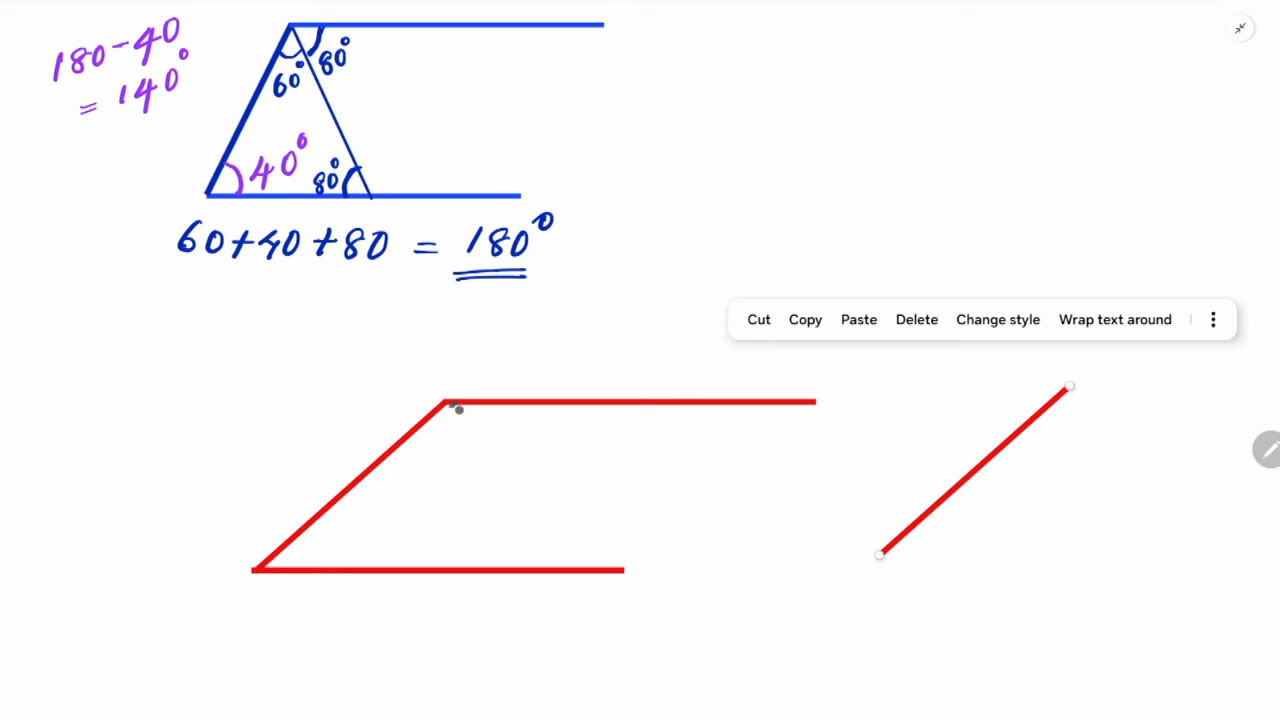 180-40
= 140°
60° 80°
40° 80°
60+40+80 = 180°
Cut Copy Paste Delete Change style Wrap text around